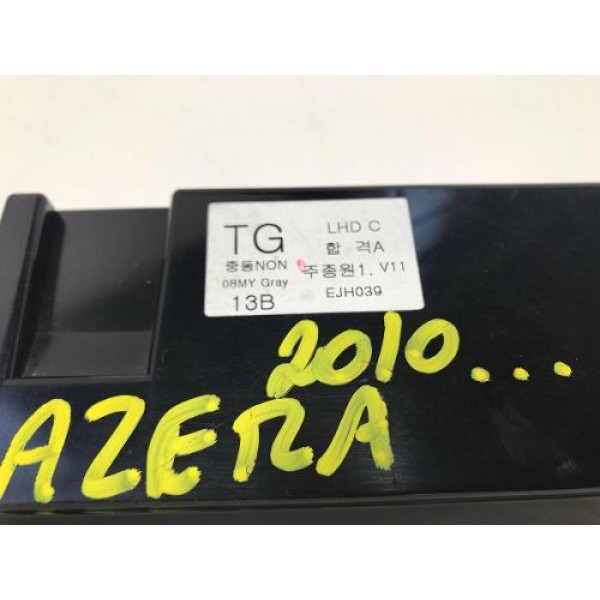 TG
중동NON
08MY Gray
13B
LHD C
합 격A
주종원1. V11
EJH039
2010...
AZERA